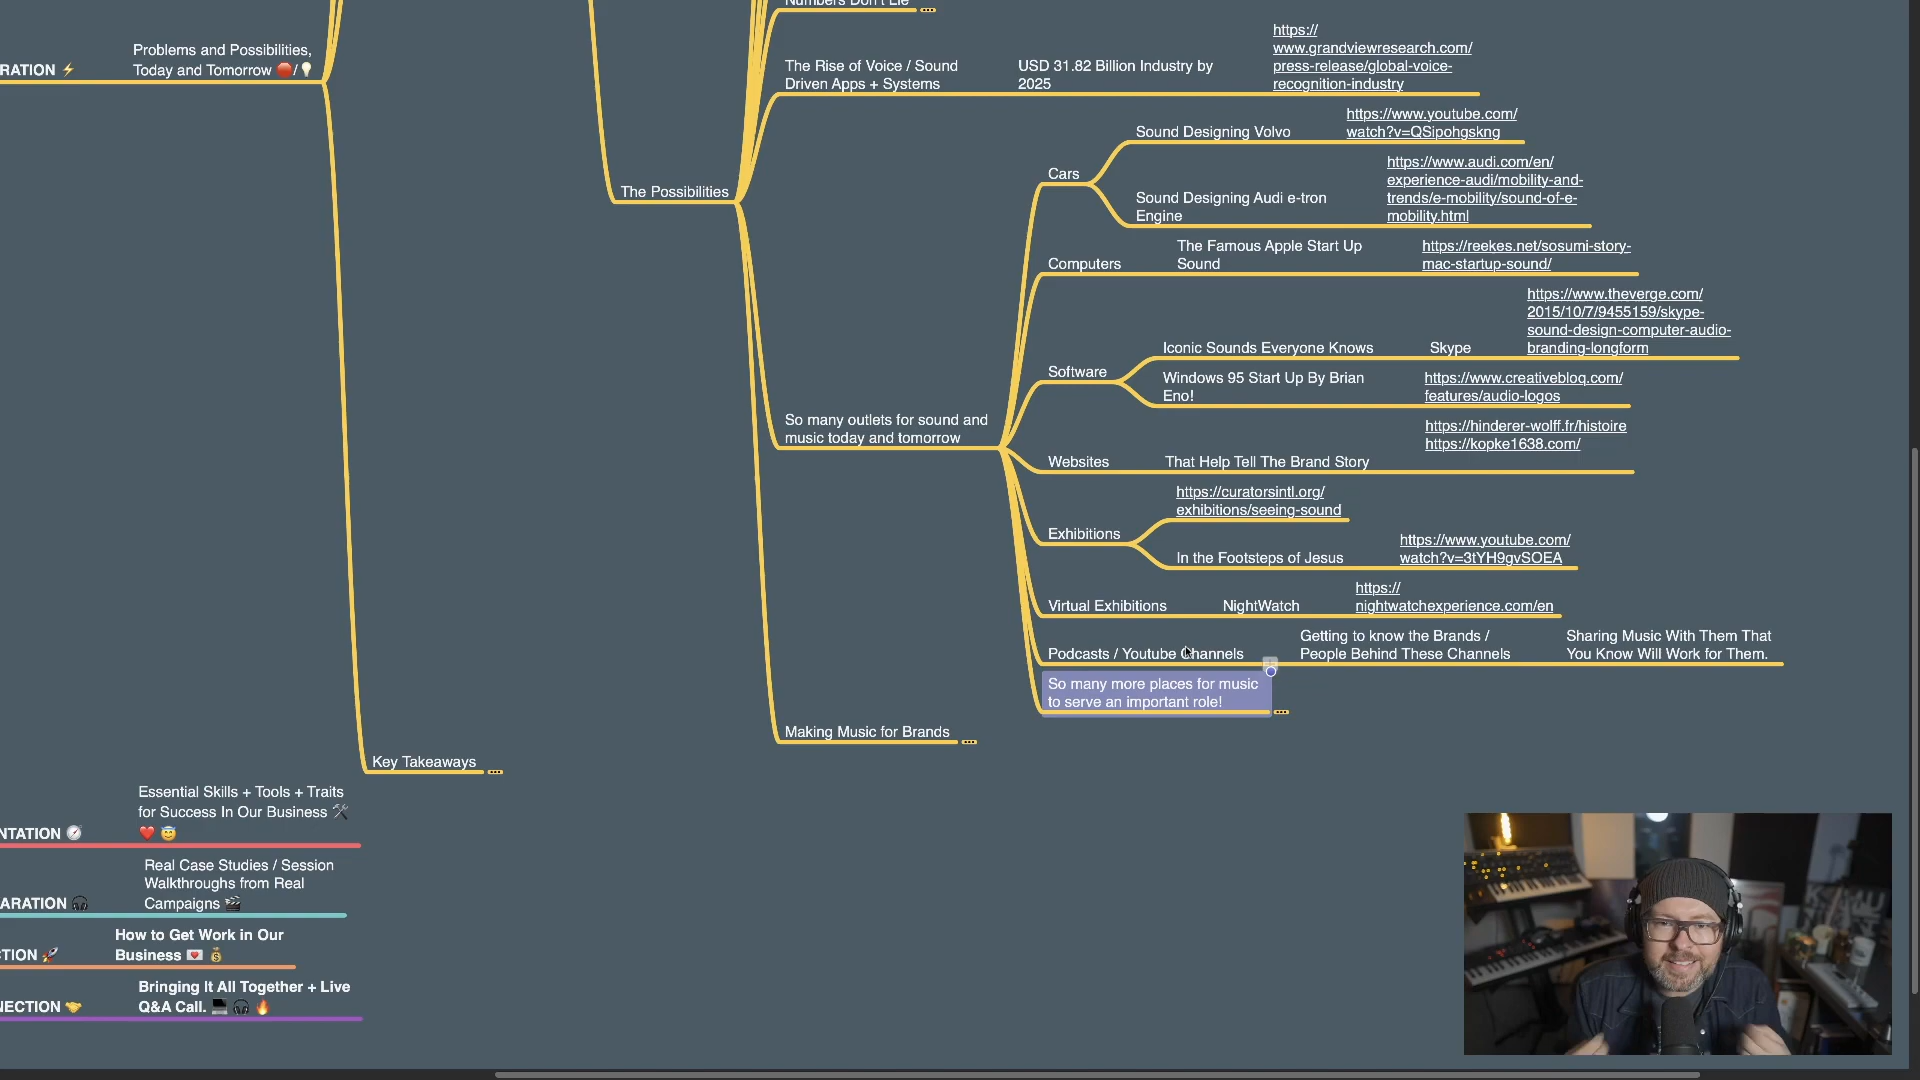 Numbers Don't Lie
RATION ⚡
Problems and Possibilities,
Today and Tomorrow 🛑/💡
The Rise of Voice / Sound
Driven Apps + Systems
USD 31.82 Billion Industry by
2025
https://
www.grandviewresearch.com/
press-release/global-voice-
recognition-industry
The Possibilities
Cars
Sound Designing Volvo
https://www.youtube.com/
watch?v=QSipohgskng
Sound Designing Audi e-tron
Engine
https://www.audi.com/en/
experience-audi/mobility-and-
trends/e-mobility/sound-of-e-
mobility.html
Computers
The Famous Apple Start Up
Sound
https://reekes.net/sosumi-story-
mac-startup-sound/
So many outlets for sound and
music today and tomorrow
Software
Iconic Sounds Everyone Knows
Skype
https://www.theverge.com/
2015/10/7/9455159/skype-
sound-design-computer-audio-
branding-longform
Windows 95 Start Up By Brian
Eno!
https://www.creativebloq.com/
features/audio-logos
Websites
That Help Tell The Brand Story
https://hinderer-wolff.fr/histoire
https://kopke1638.com/
Exhibitions
https://curatorsintl.org/
exhibitions/seeing-sound
In the Footsteps of Jesus
https://www.youtube.com/
watch?v=3tYH9gvSOEA
Virtual Exhibitions
NightWatch
https://
nightwatchexperience.com/en
Podcasts / Youtube Channels
Getting to know the Brands /
People Behind These Channels
Sharing Music With Them That
You Know Will Work for Them.
So many more places for music
to serve an important role!
Making Music for Brands
Key Takeaways
NTATION 🧭
Essential Skills + Tools + Traits
for Success In Our Business 🛠
❤️ 😇
ARATION 🎧
Real Case Studies / Session
Walkthroughs from Real
Campaigns 🎬
CTION 🚀
How to Get Work in Our
Business 💌 💰
NECTION 🤝
Bringing It All Together + Live
Q&A Call. 💻 🎧 🔥